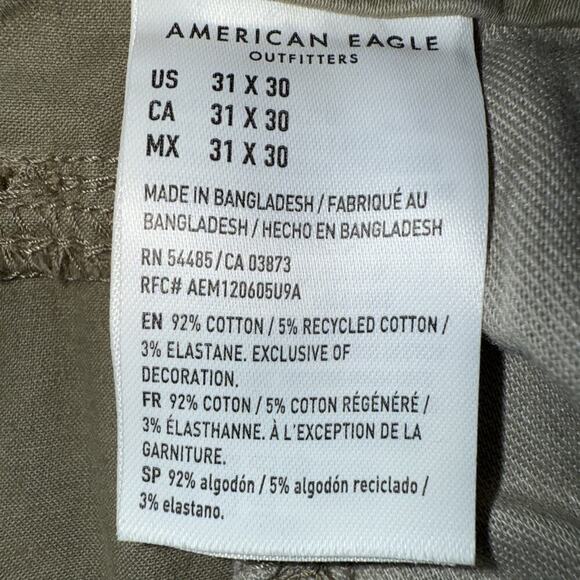 AMERICAN EAGLE
OUTFITTERS
US 31 X 30
CA 31 X 30
MX 31 X 30
MADE IN BANGLADESH / FABRIQUÉ AU
BANGLADESH / HECHO EN BANGLADESH
RN 54485/CA 03873
RFC# AEM120605U9A
EN 92% COTTON / 5% RECYCLED COTTON /
3% ELASTANE. EXCLUSIVE OF
DECORATION.
FR 92% COTON / 5% COTON RÉGÉNÉRÉ /
3% ÉLASTHANNE. À L'EXCEPTION DE LA
GARNITURE.
SP 92% algodón / 5% algodón reciclado /
3% elastano.